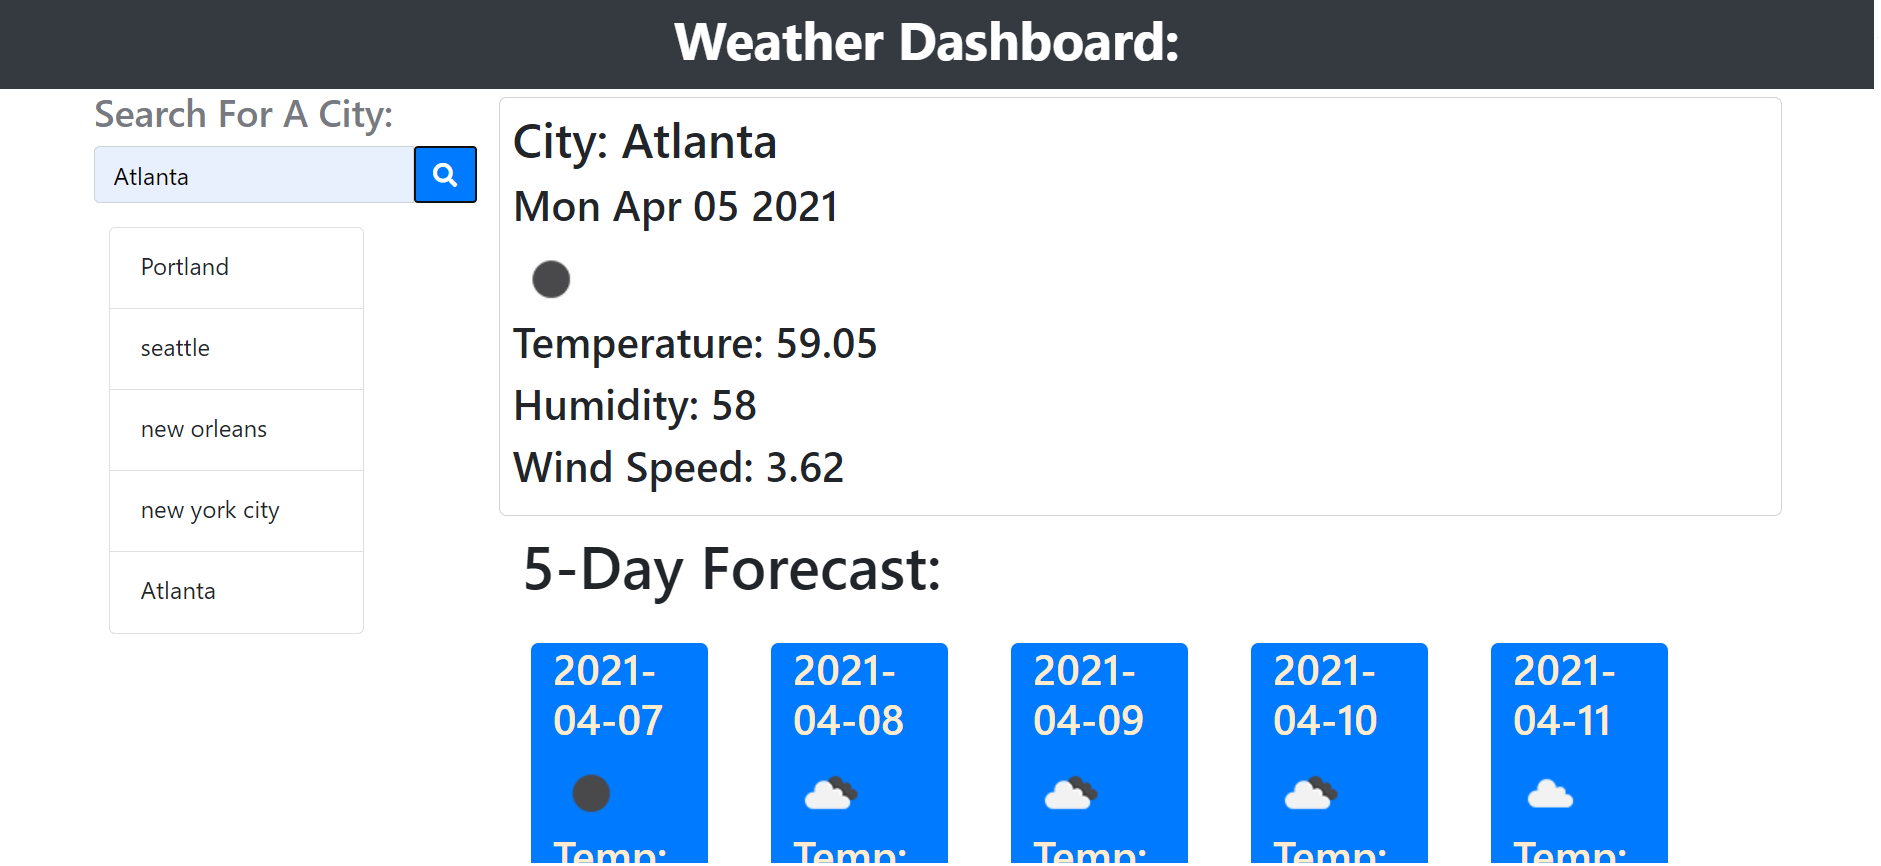 Weather Dashboard:
Search For A City:
Atlanta
Portland
seattle
new orleans
new york city
Atlanta
City: Atlanta
Mon Apr 05 2021
Temperature: 59.05
Humidity: 58
Wind Speed: 3.62
5-Day Forecast:
2021-
04-07
Temp:
2021-
04-08
Temp:
2021-
04-09
Temp:
2021-
04-10
Temp:
2021-
04-11
Temp: